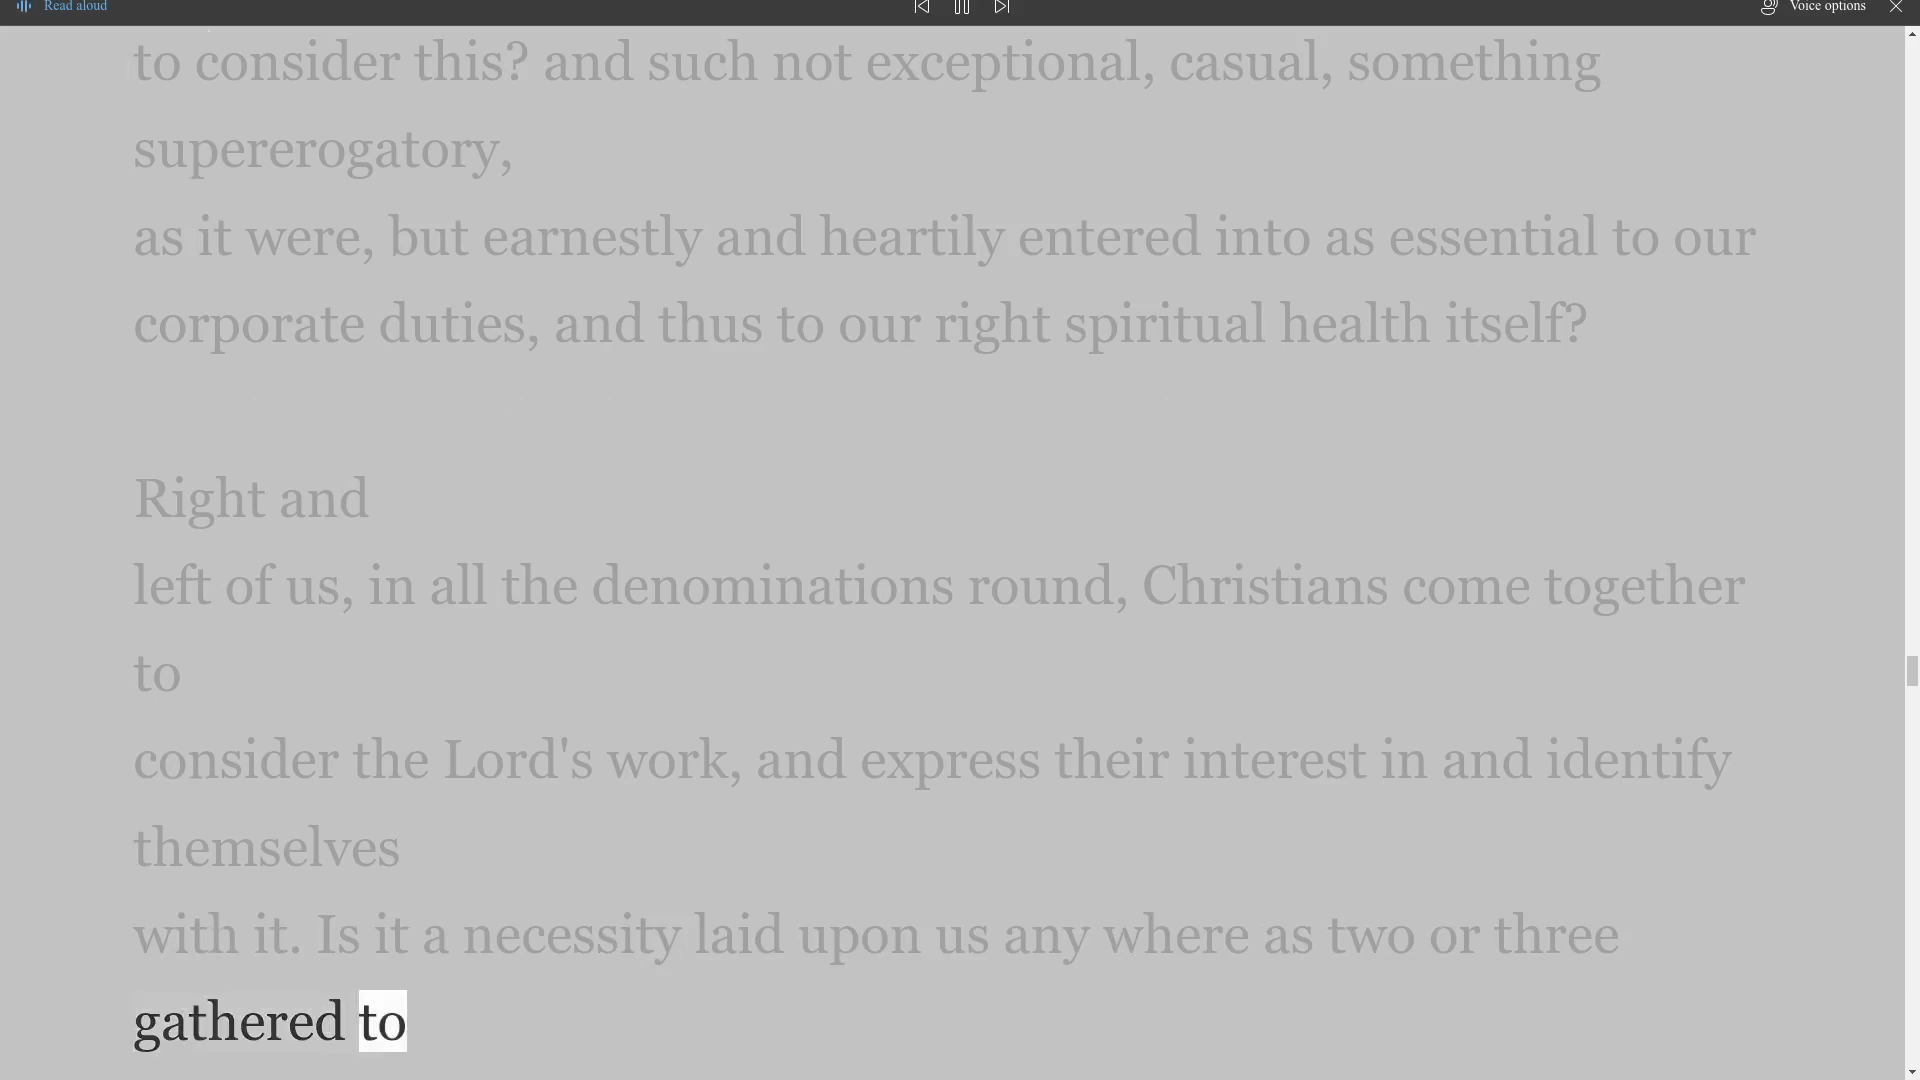 Read aloud
Voice options
to consider this? and such not exceptional, casual, something
supererogatory,
as it were, but earnestly and heartily entered into as essential to our
corporate duties, and thus to our right spiritual health itself?
Right and
left of us, in all the denominations round, Christians come together
to
consider the Lord's work, and express their interest in and identify
themselves
with it. Is it a necessity laid upon us any where as two or three
gathered to